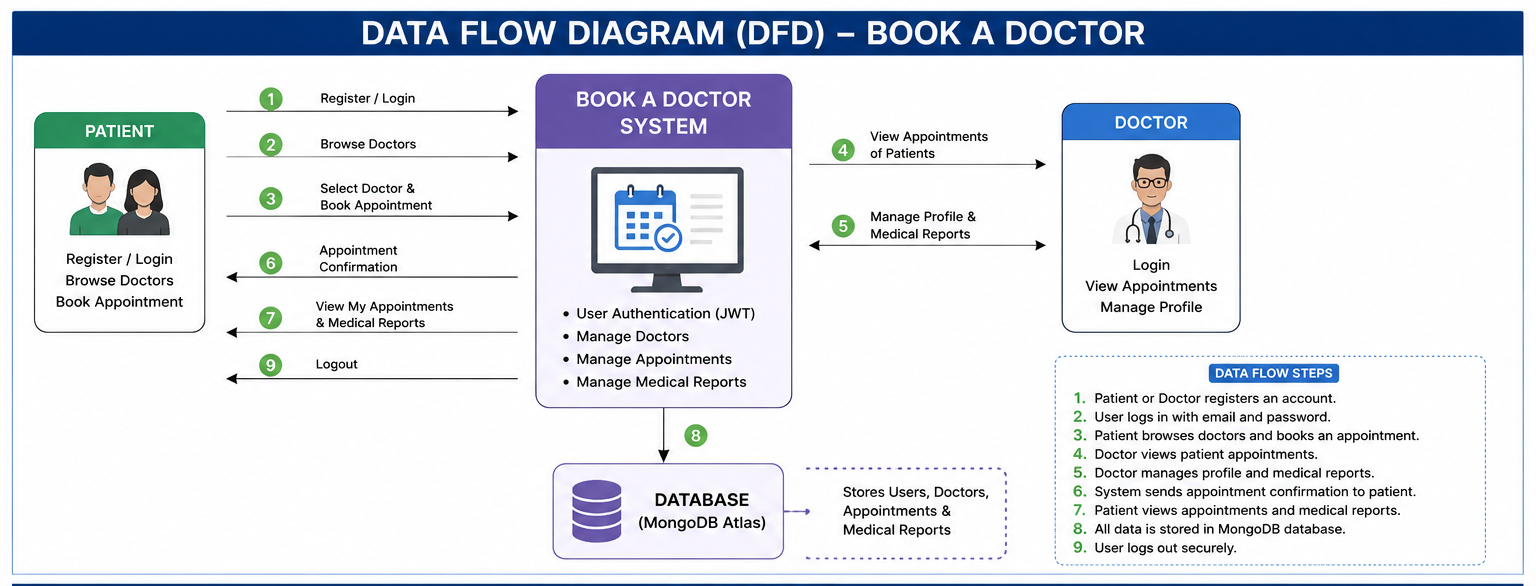 DATA FLOW DIAGRAM (DFD) – BOOK A DOCTOR
PATIENT
Register / Login
Browse Doctors
Book Appointment
1
Register / Login
2
Browse Doctors
3
Select Doctor &
Book Appointment
6
Appointment
Confirmation
7
View My Appointments
& Medical Reports
9
Logout
BOOK A DOCTOR
SYSTEM
• User Authentication (JWT)
• Manage Doctors
• Manage Appointments
• Manage Medical Reports
4
View Appointments
of Patients
5
Manage Profile &
Medical Reports
DOCTOR
Login
View Appointments
Manage Profile
8
DATABASE
(MongoDB Atlas)
Stores Users, Doctors,
Appointments &
Medical Reports
DATA FLOW STEPS
1. Patient or Doctor registers an account.
2. User logs in with email and password.
3. Patient browses doctors and books an appointment.
4. Doctor views patient appointments.
5. Doctor manages profile and medical reports.
6. System sends appointment confirmation to patient.
7. Patient views appointments and medical reports.
8. All data is stored in MongoDB database.
9. User logs out securely.